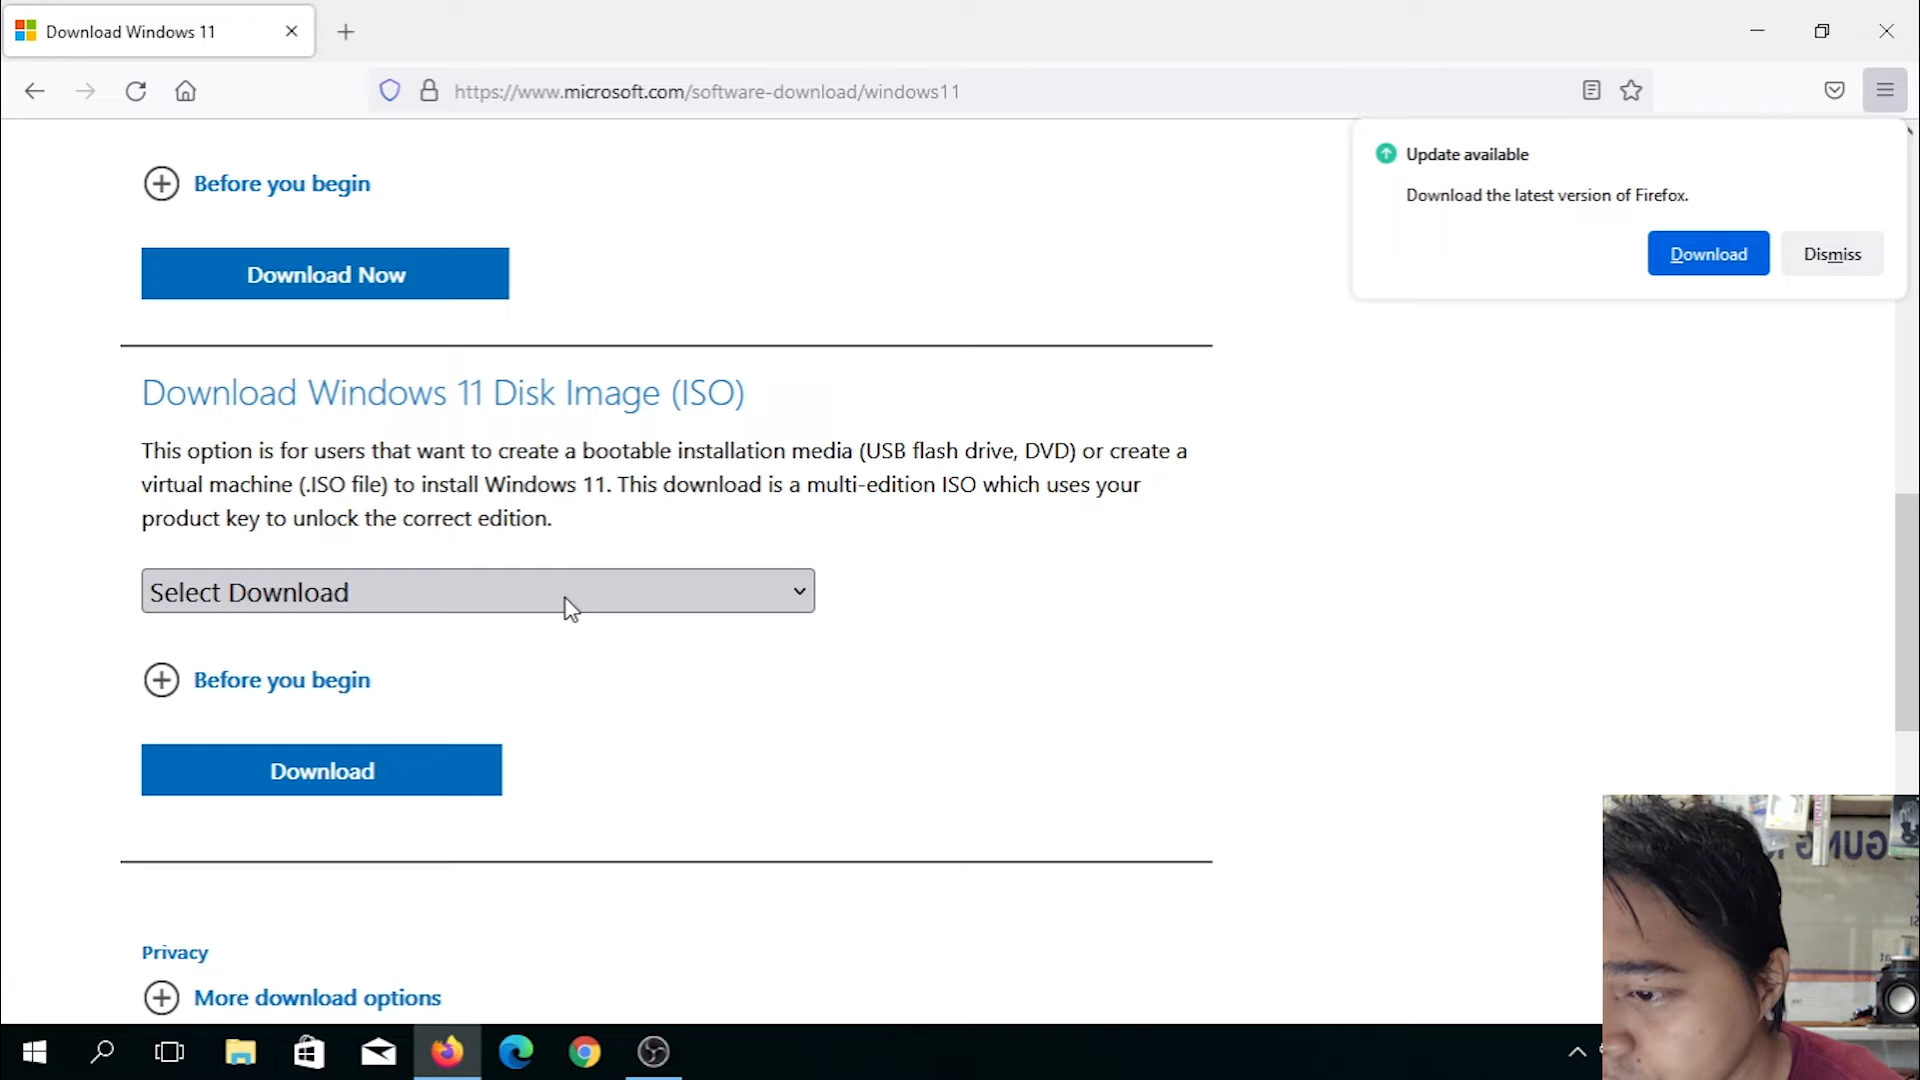 Download Windows 11
https://www.microsoft.com/software-download/windows11
Update available
Download the latest version of Firefox.
Download
Dismiss
Before you begin
Download Now
Download Windows 11 Disk Image (ISO)
This option is for users that want to create a bootable installation media (USB flash drive, DVD) or create a
virtual machine (.ISO file) to install Windows 11. This download is a multi-edition ISO which uses your
product key to unlock the correct edition.
Select Download
Before you begin
Download
Privacy
More download options